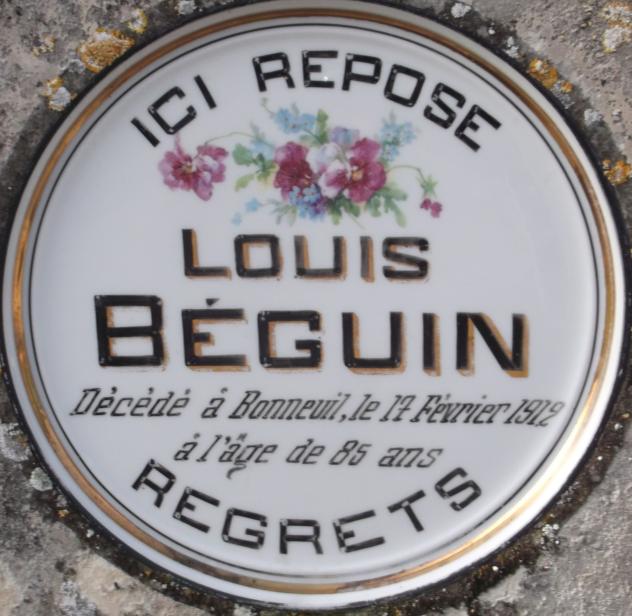 ICI REPOSE
LOUIS
BÉGUIN
Décédé à Bonneuil, le 17 Février 1912
à l'âge de 85 ans
REGRETS